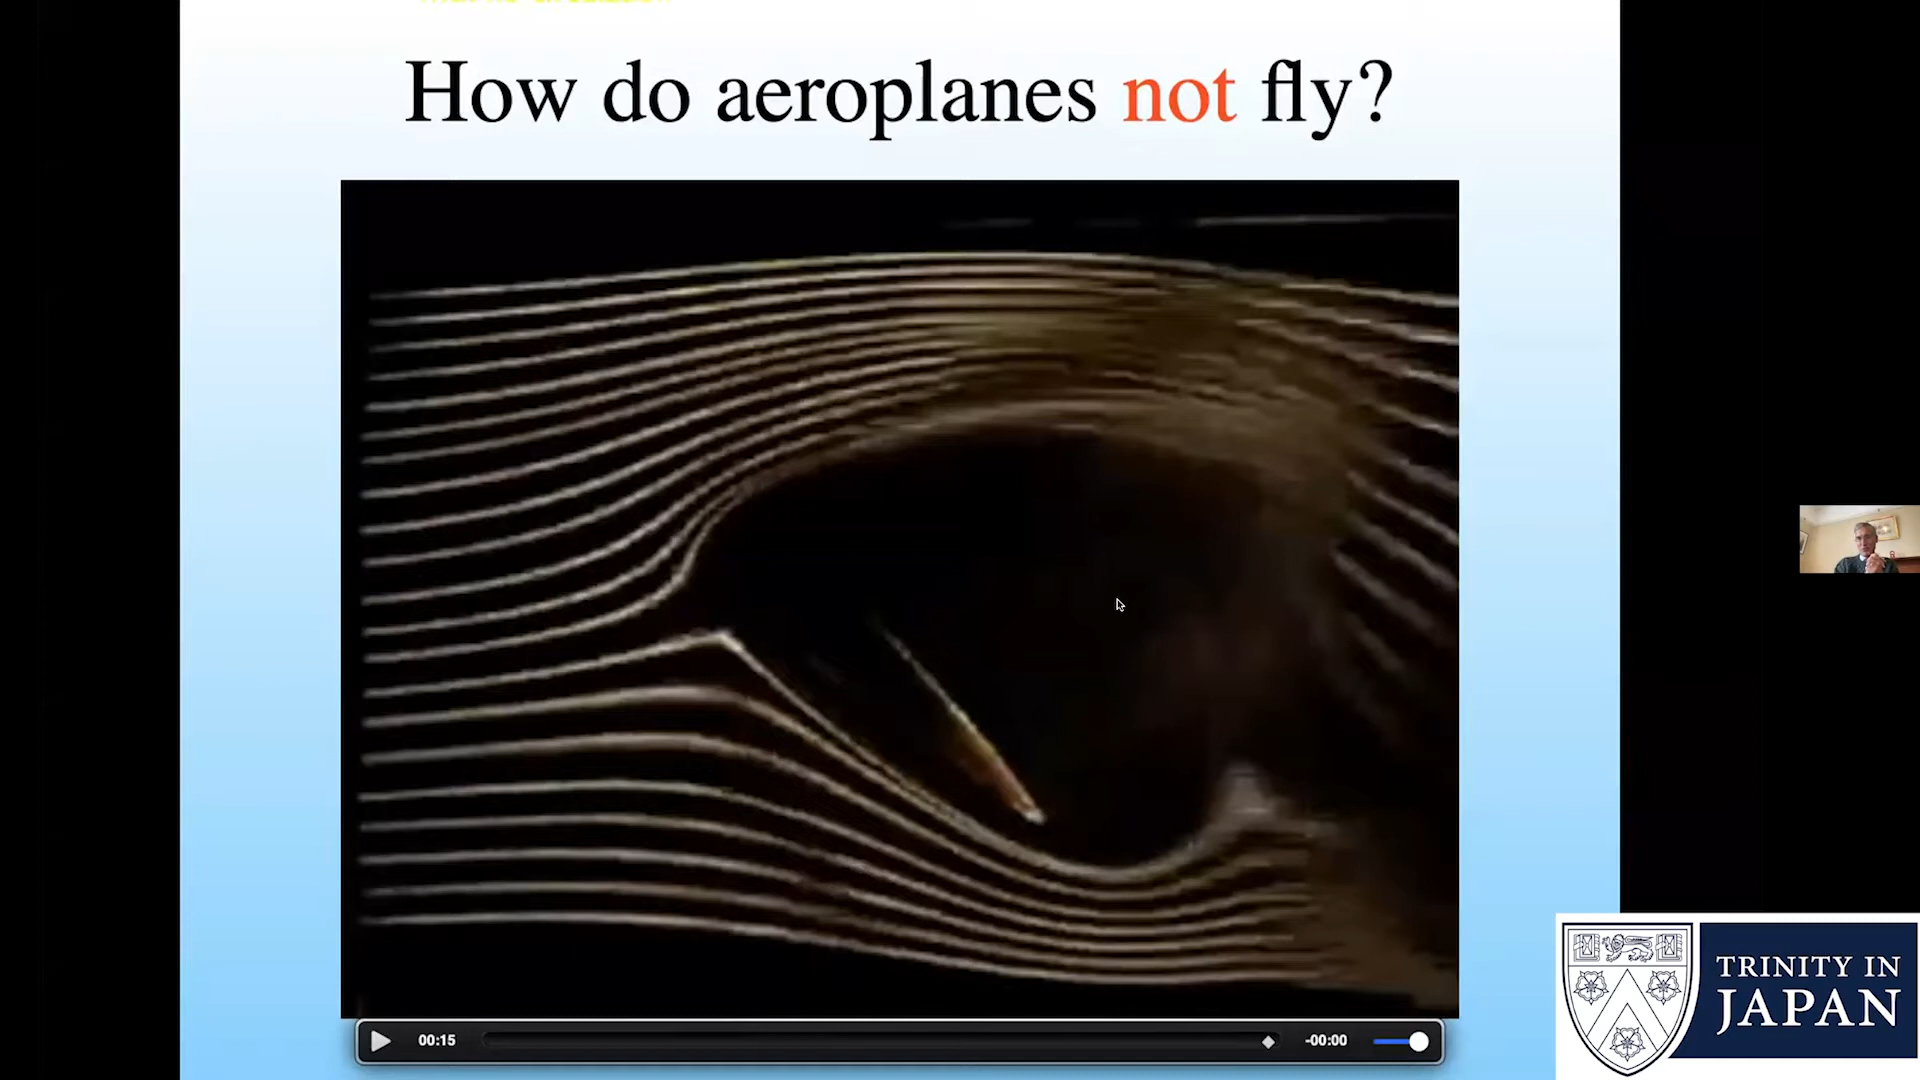 How do aeroplanes not fly?
00:15
-00:00
TRINITY IN
JAPAN